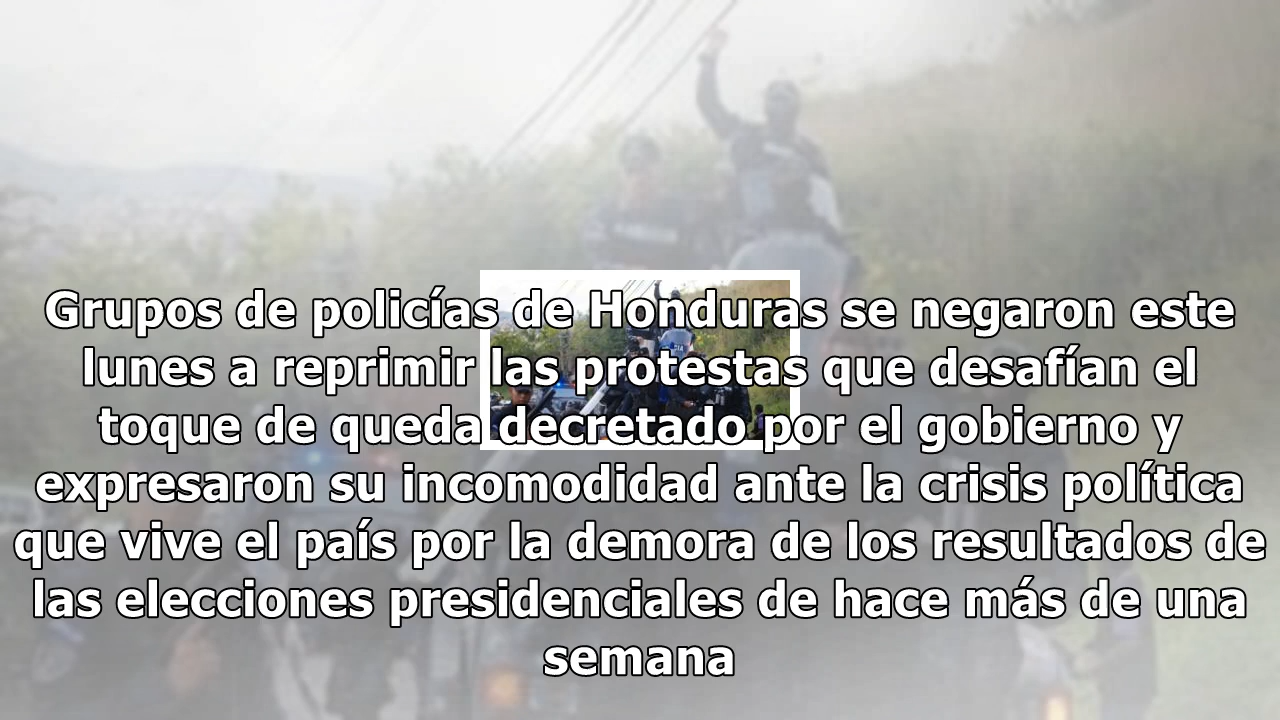 Grupos de policías de Honduras se negaron este
lunes a reprimir las protestas que desafían el
toque de queda decretado por el gobierno y
expresaron su incomodidad ante la crisis política
que vive el país por la demora de los resultados de
las elecciones presidenciales de hace más de una
semana